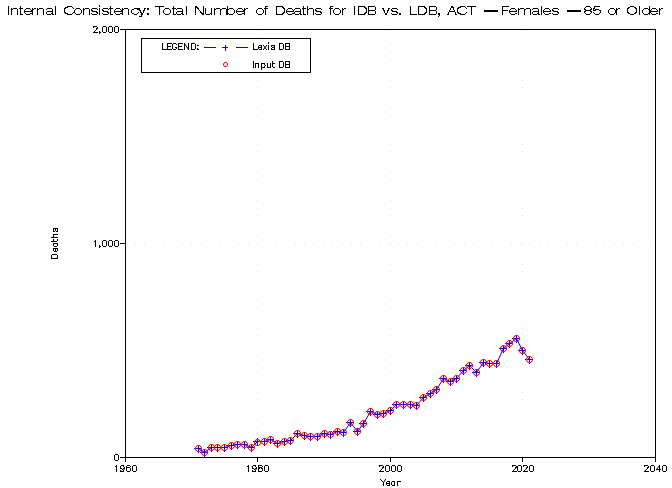 Internal Consistency: Total Number of Deaths for IDB vs. LDB, ACT —Females —85 or Older
2,000
LEGEND: Lexis DB
Input DB
1,000
Deaths
0
1960 1980 2000 2020 2040
Year